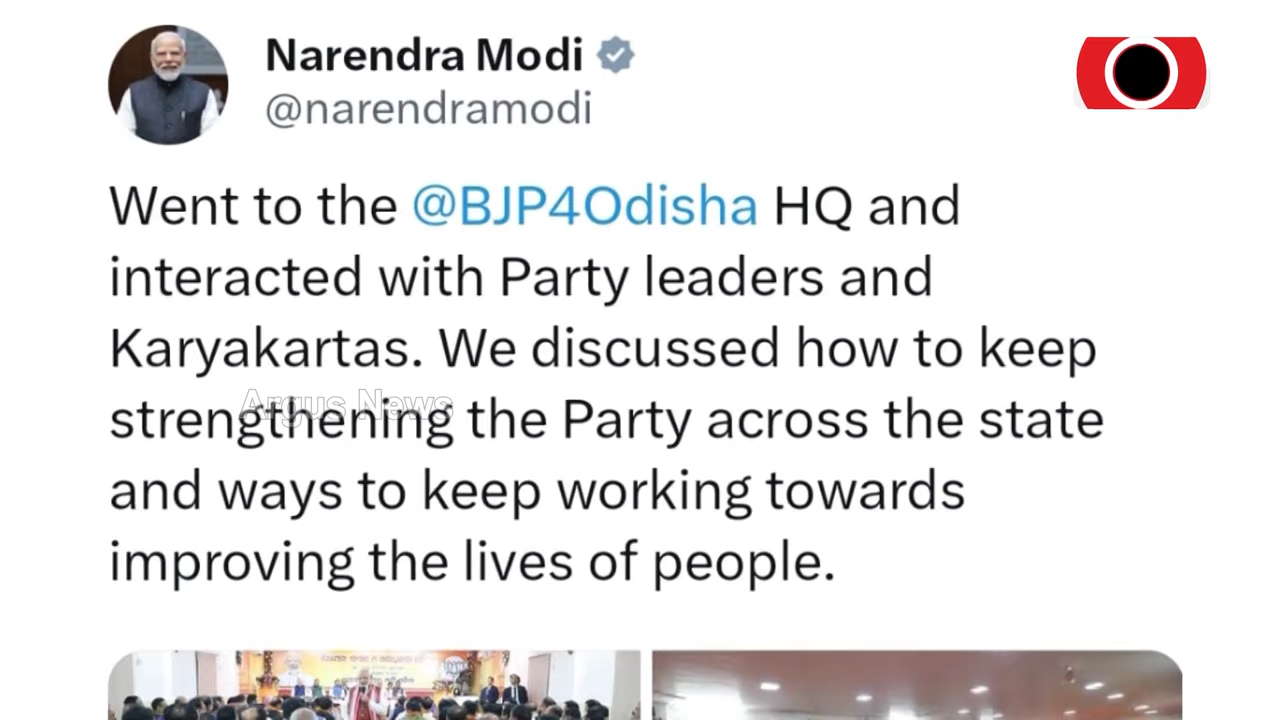 Narendra Modi
@narendramodi
Went to the @BJP4Odisha HQ and
interacted with Party leaders and
Karyakartas. We discussed how to keep
Argus News
strengthening the Party across the state
and ways to keep working towards
improving the lives of people.